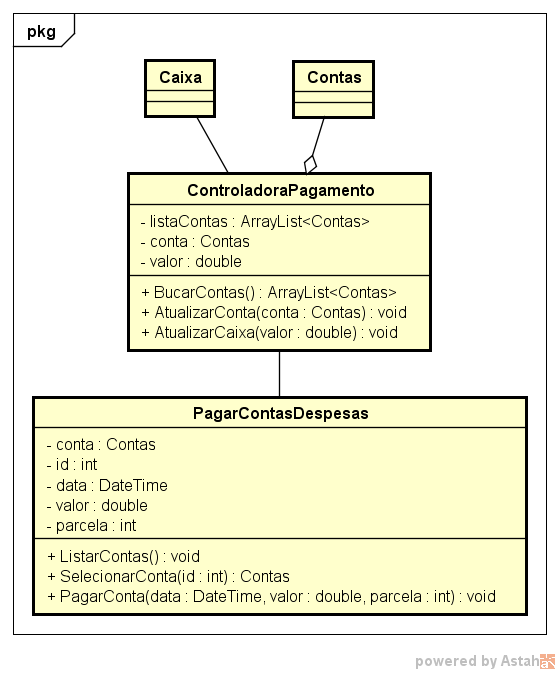 pkg
Caixa
Contas
ControladoraPagamento
- listaContas : ArrayList<Contas>
- conta : Contas
- valor : double
+ BucarContas() : ArrayList<Contas>
+ AtualizarConta(conta : Contas) : void
+ AtualizarCaixa(valor : double) : void
PagarContasDespesas
- conta : Contas
- id : int
- data : DateTime
- valor : double
- parcela : int
+ ListarContas() : void
+ SelecionarConta(id : int) : Contas
+ PagarConta(data : DateTime, valor : double, parcela : int) : void
powered by Astah